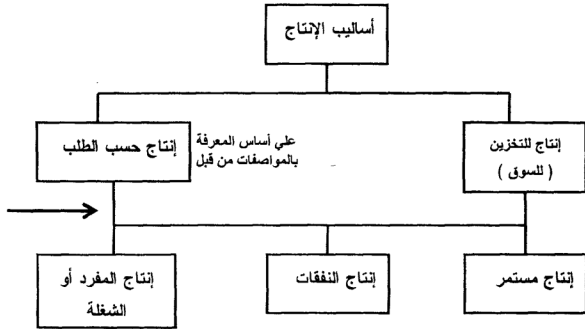 أساليب الإنتاج
إنتاج للتخزين
( للسوق )
علي أساس المعرفة
بالمواصفات من قبل
إنتاج حسب الطلب
إنتاج مستمر
إنتاج النفقات
إنتاج المفرد أو
الشغلة